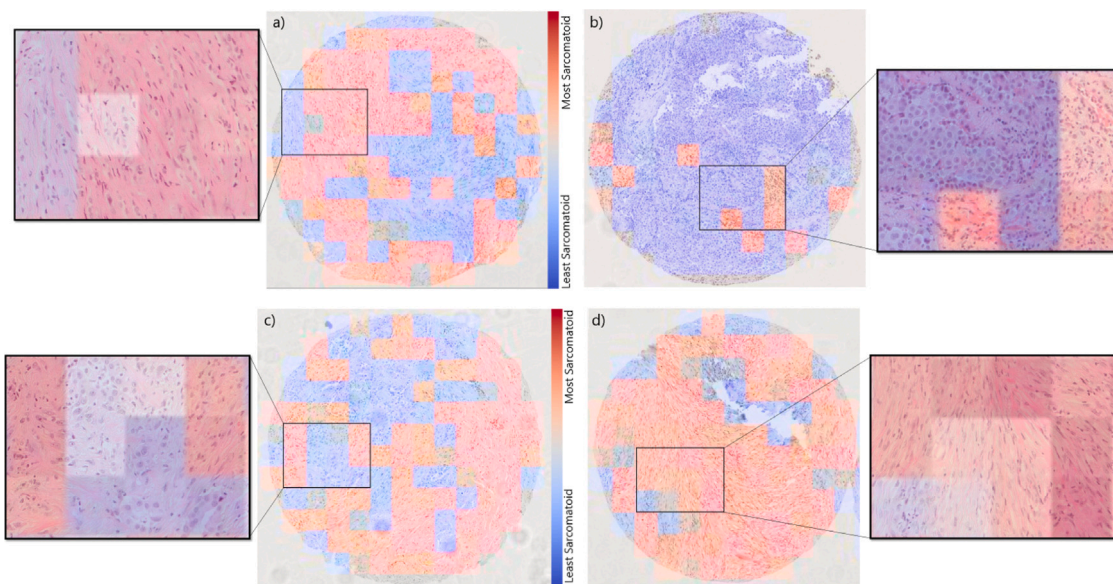 a)
Most Sarcomatoid
Least Sarcomatoid
b)
c)
Most Sarcomatoid
Least Sarcomatoid
d)